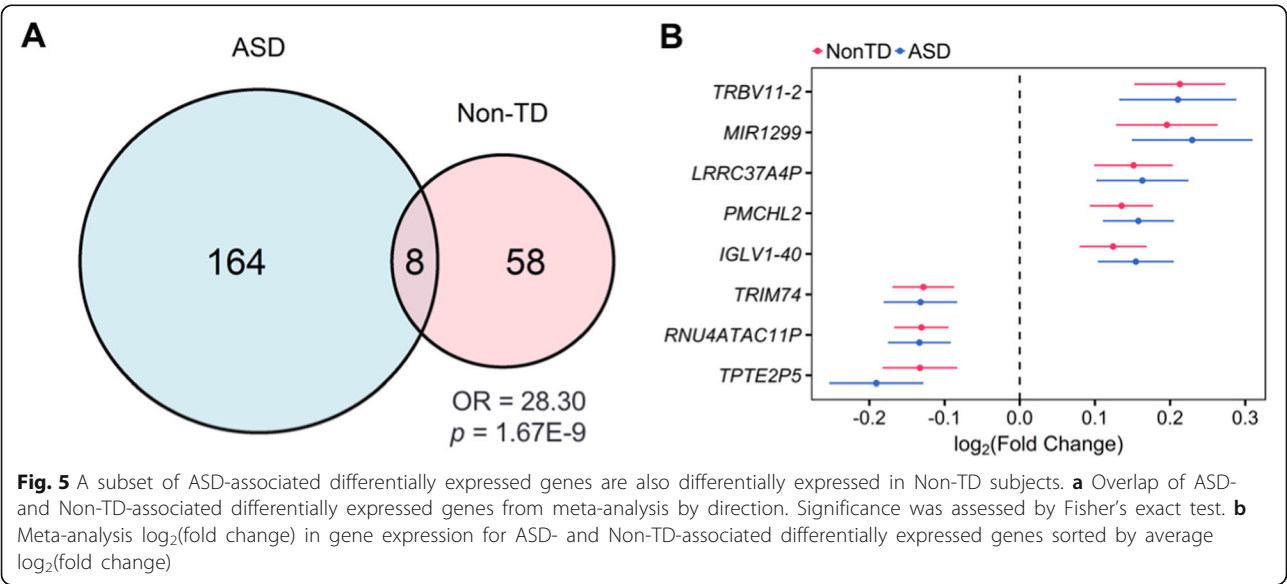 A
ASD
Non-TD
164
8
58
OR = 28.30
p = 1.67E-9
B
NonTD ASD
TRBV11-2
MIR1299
LRRC37A4P
PMCHL2
IGLV1-40
TRIM74
RNU4ATAC11P
TPTE2P5
-0.2 -0.1 0.0 0.1 0.2 0.3
log₂(Fold Change)
Fig. 5 A subset of ASD-associated differentially expressed genes are also differentially expressed in Non-TD subjects. a Overlap of ASD-
and Non-TD-associated differentially expressed genes from meta-analysis by direction. Significance was assessed by Fisher's exact test. b
Meta-analysis log₂(fold change) in gene expression for ASD- and Non-TD-associated differentially expressed genes sorted by average
log₂(fold change)